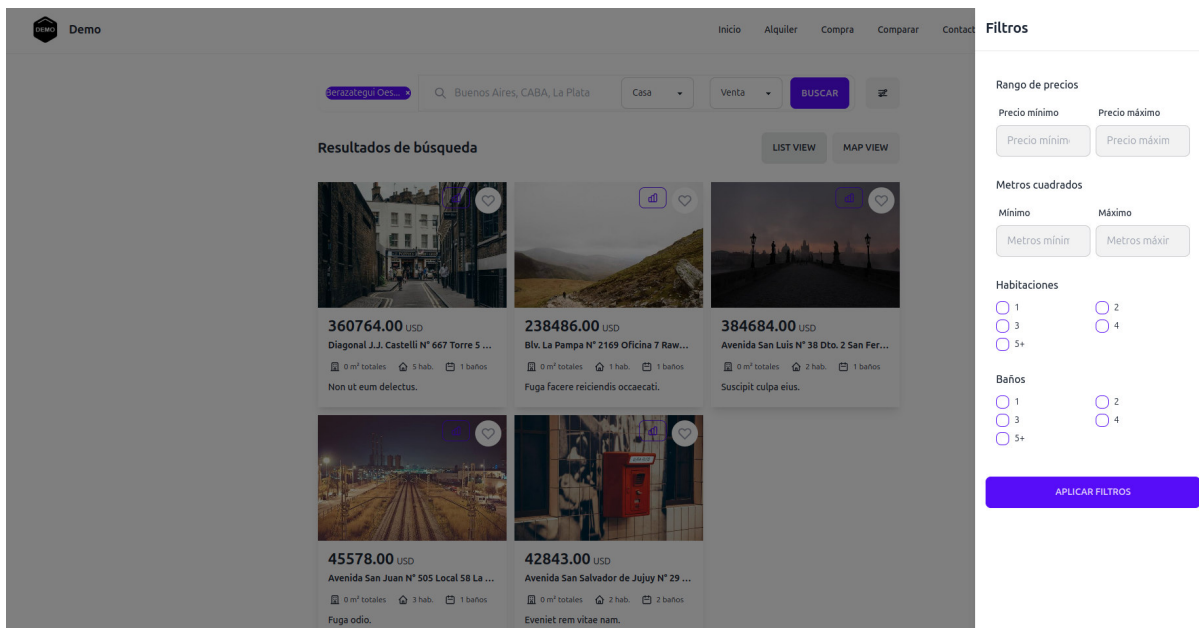 DEMO Demo
Inicio Alquiler Compra Comparar Contact
Filtros
Berazategui Oes... ×
Buenos Aires, CABA, La Plata
Casa
Venta
BUSCAR
Resultados de búsqueda
LIST VIEW MAP VIEW
360764.00 USD
Diagonal J.J. Castelli N° 667 Torre 5 ...
0 m² totales 5 hab. 1 baños
Non ut eum delectus.
238486.00 USD
Blv. La Pampa N° 2169 Oficina 7 Raw...
0 m² totales 1 hab. 1 baños
Fuga facere reiciendis occaecati.
384684.00 USD
Avenida San Luis N° 38 Dto. 2 San Fer...
0 m² totales 2 hab. 1 baños
Suscipit culpa eius.
45578.00 USD
Avenida San Juan N° 505 Local 58 La ...
0 m² totales 3 hab. 1 baños
Fuga odio.
42843.00 USD
Avenida San Salvador de Jujuy N° 29 ...
0 m² totales 2 hab. 2 baños
Eveniet rem vitae nam.
Rango de precios
Precio mínimo Precio máximo
Precio mínim Precio máxim
Metros cuadrados
Mínimo Máximo
Metros mínin Metros máxir
Habitaciones
1 2
3 4
5+
Baños
1 2
3 4
5+
APLICAR FILTROS